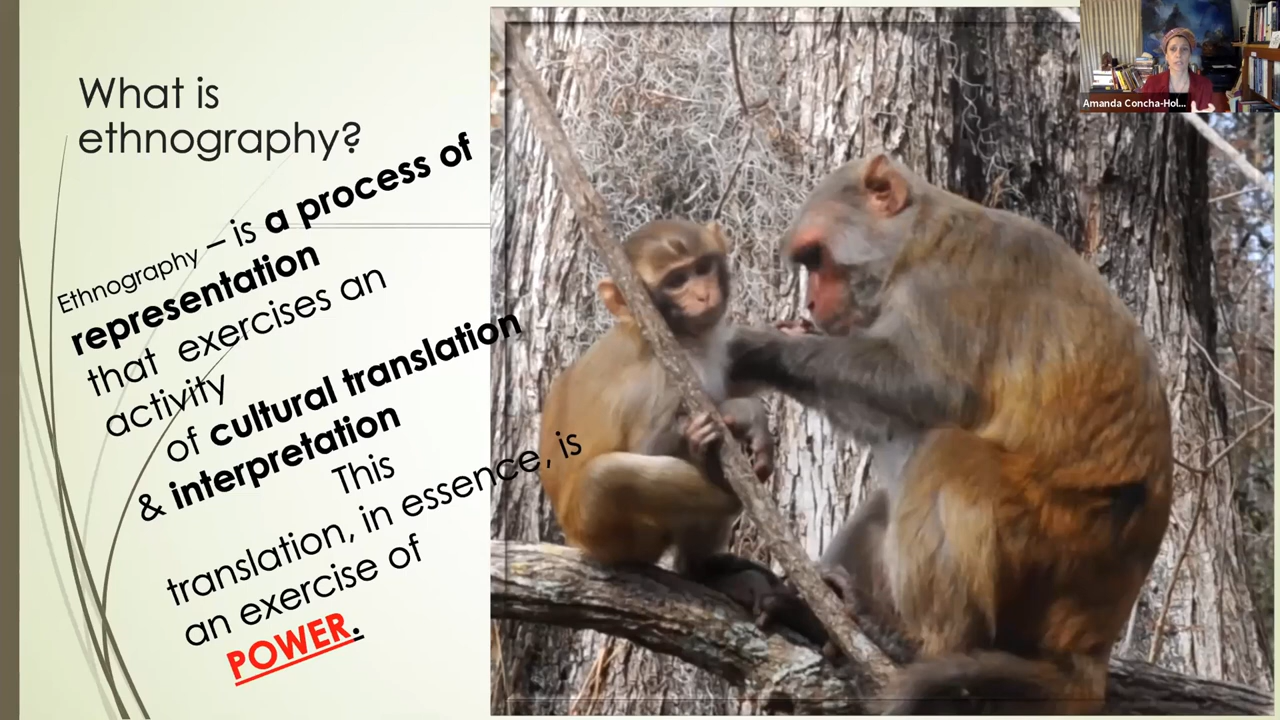 What is
ethnography?
Ethnography – is a process of
representation
that exercises an
activity
of cultural translation
& interpretation
This
translation, in essence, is
an exercise of
POWER.
Amanda Concha-Hol...